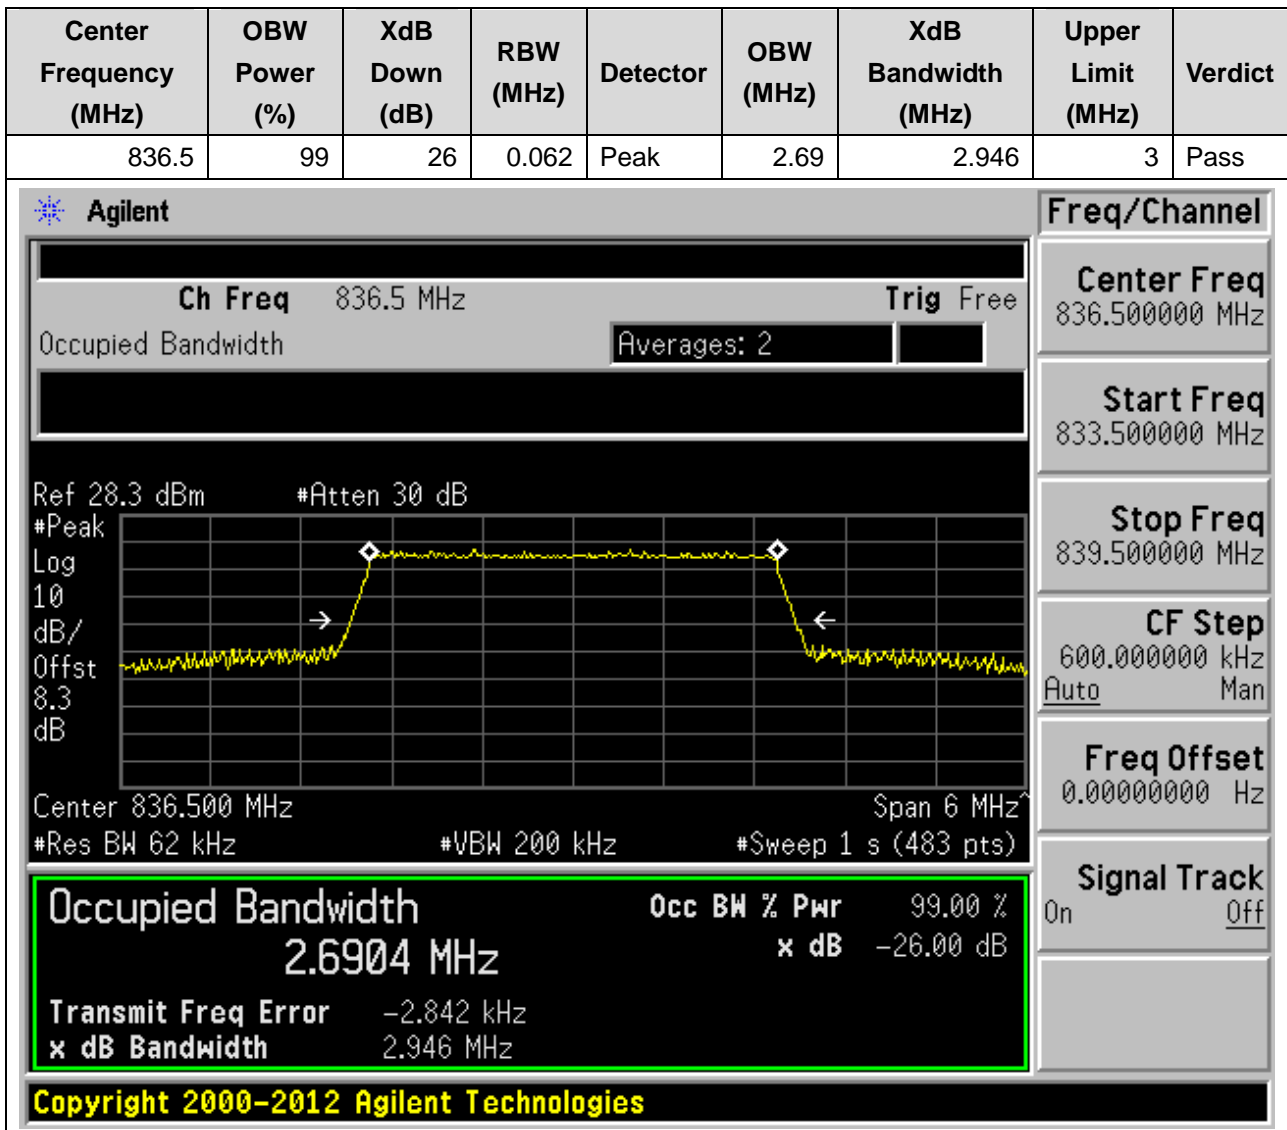 Center Frequency (MHz) OBW Power (%) XdB Down (dB) RBW (MHz) Detector OBW (MHz) XdB Bandwidth (MHz) Upper Limit (MHz) Verdict
836.5 99 26 0.062 Peak 2.69 2.946 3 Pass
Agilent
Ch Freq 836.5 MHz Trig Free
Occupied Bandwidth Averages: 2
Ref 28.3 dBm #Atten 30 dB
#Peak
Log
10
dB/
Offst
8.3
dB
Center 836.500 MHz Span 6 MHz^
#Res BW 62 kHz #VBW 200 kHz #Sweep 1 s (483 pts)
Occupied Bandwidth Occ BW % Pwr 99.00 %
2.6904 MHz x dB -26.00 dB
Transmit Freq Error -2.842 kHz
x dB Bandwidth 2.946 MHz
Copyright 2000-2012 Agilent Technologies
Freq/Channel
Center Freq
836.500000 MHz
Start Freq
833.500000 MHz
Stop Freq
839.500000 MHz
CF Step
600.000000 kHz
Auto Man
Freq Offset
0.00000000 Hz
Signal Track
On Off